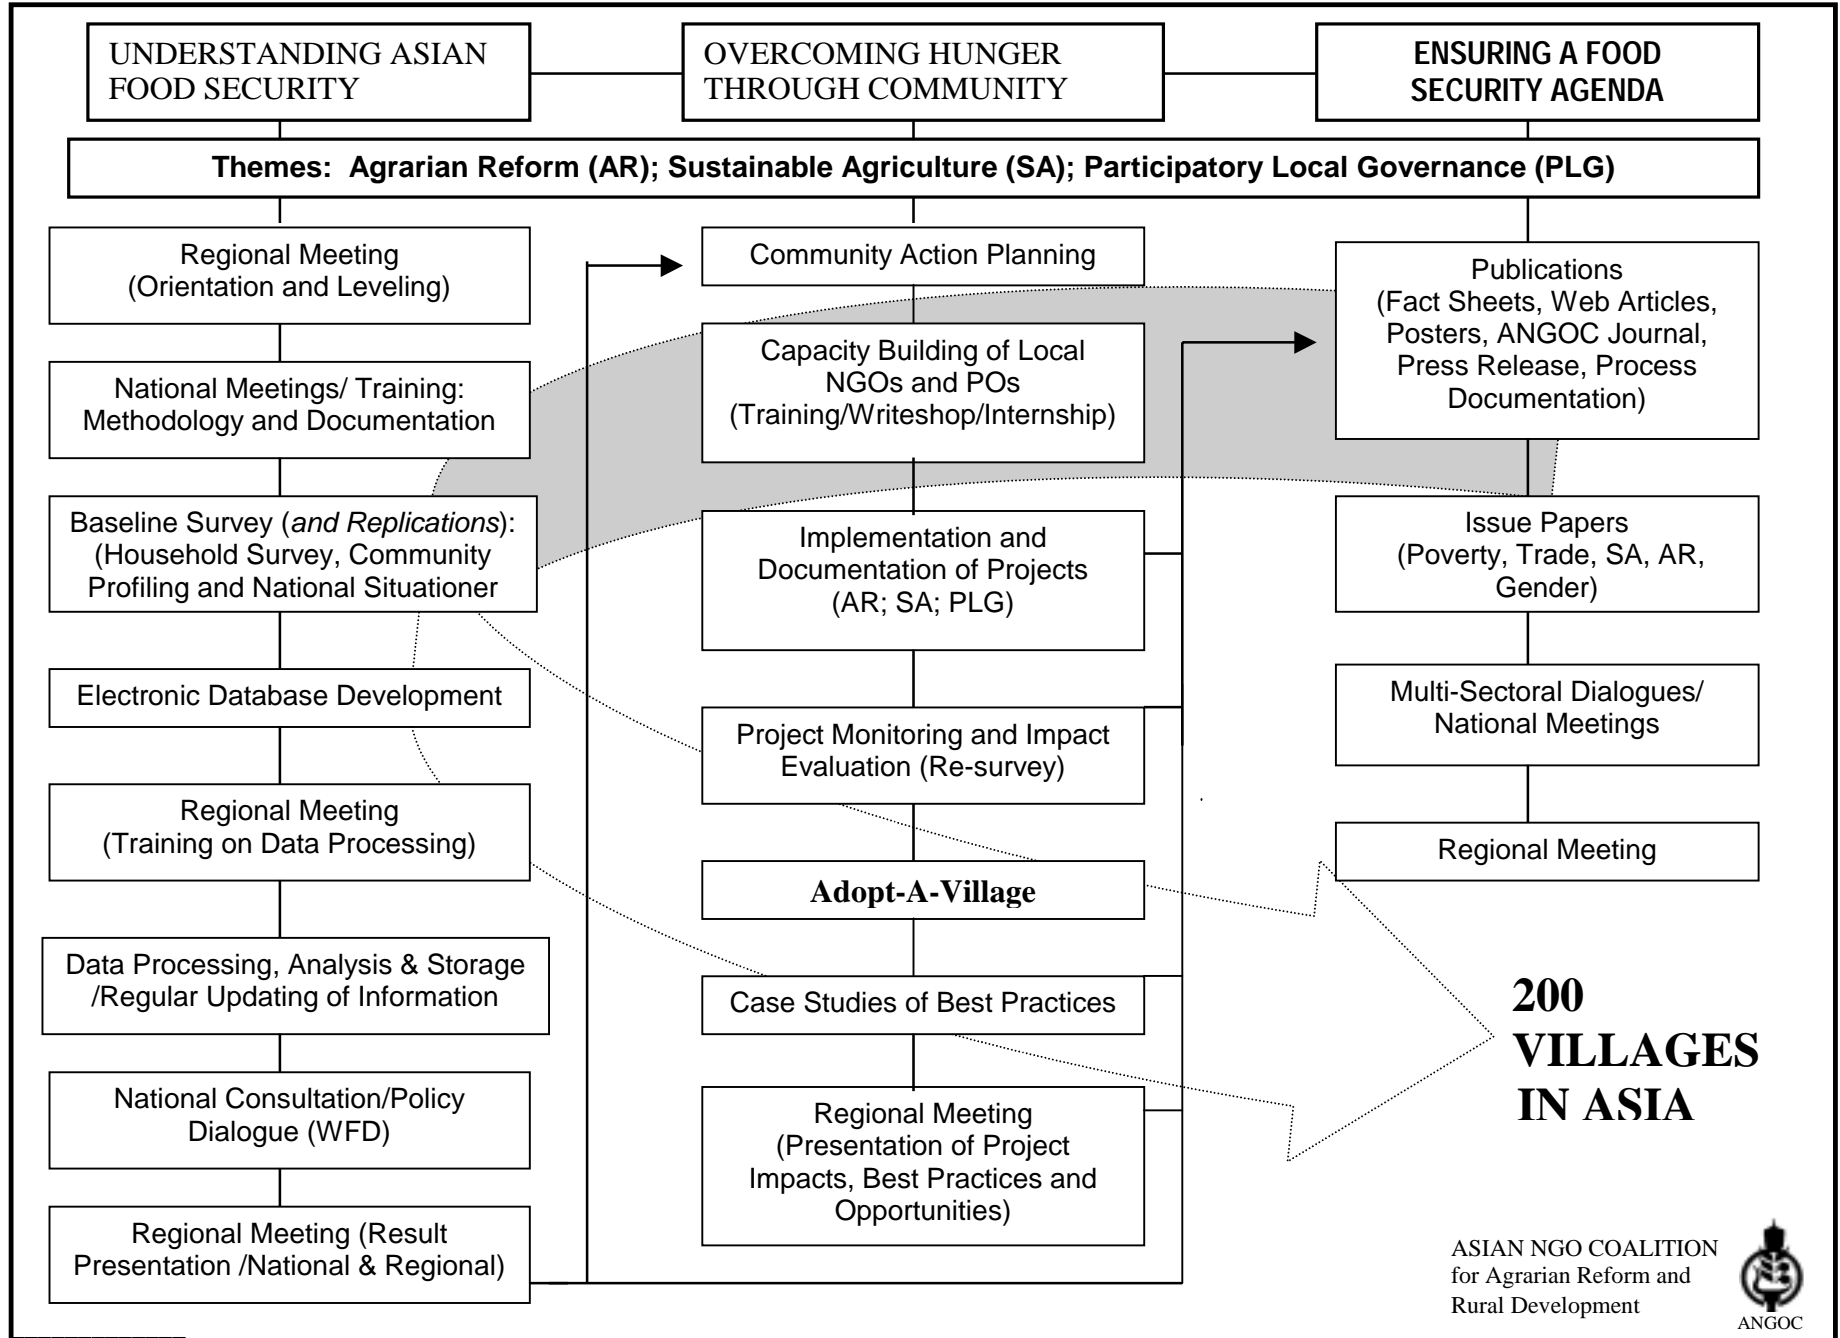 UNDERSTANDING ASIAN
FOOD SECURITY
OVERCOMING HUNGER
THROUGH COMMUNITY
ENSURING A FOOD
SECURITY AGENDA
Themes: Agrarian Reform (AR); Sustainable Agriculture (SA); Participatory Local Governance (PLG)
Regional Meeting
(Orientation and Leveling)
National Meetings/ Training:
Methodology and Documentation
Baseline Survey (and Replications):
(Household Survey, Community
Profiling and National Situationer
Electronic Database Development
Regional Meeting
(Training on Data Processing)
Data Processing, Analysis & Storage
/Regular Updating of Information
National Consultation/Policy
Dialogue (WFD)
Regional Meeting (Result
Presentation /National & Regional)
Community Action Planning
Capacity Building of Local
NGOs and POs
(Training/Writeshop/Internship)
Implementation and
Documentation of Projects
(AR; SA; PLG)
Project Monitoring and Impact
Evaluation (Re-survey)
Adopt-A-Village
Case Studies of Best Practices
Regional Meeting
(Presentation of Project
Impacts, Best Practices and
Opportunities)
Publications
(Fact Sheets, Web Articles,
Posters, ANGOC Journal,
Press Release, Process
Documentation)
Issue Papers
(Poverty, Trade, SA, AR,
Gender)
Multi-Sectoral Dialogues/
National Meetings
Regional Meeting
200
VILLAGES
IN ASIA
ASIAN NGO COALITION
for Agrarian Reform and
Rural Development
ANGOC